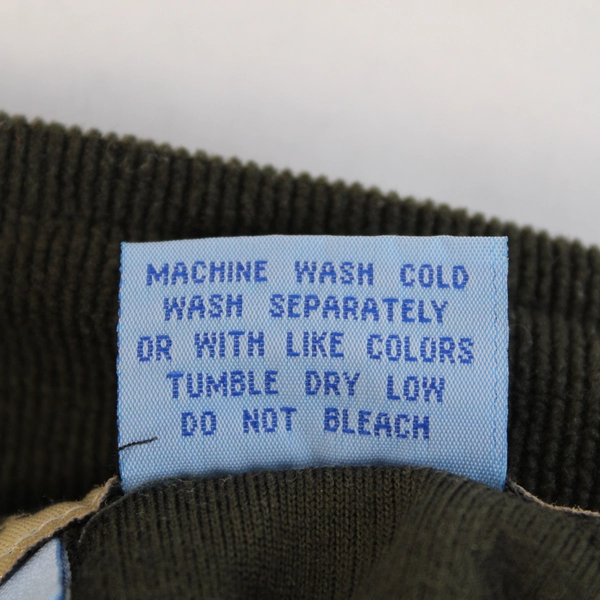 MACHINE WASH COLD
WASH SEPARATELY
OR WITH LIKE COLORS
TUMBLE DRY LOW
DO NOT BLEACH